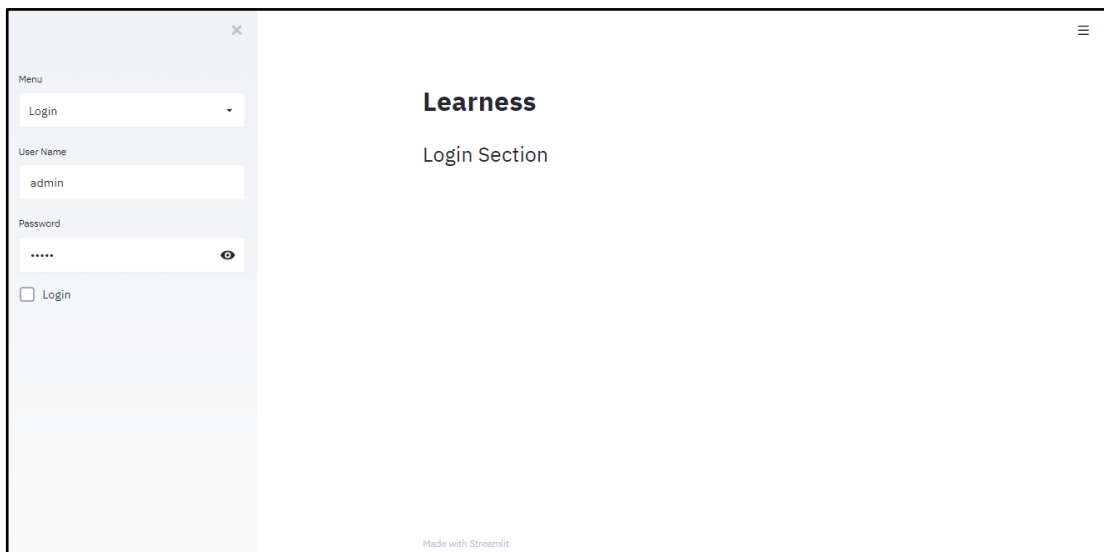 Menu
Login
User Name
admin
Password
•••••
Login
Learness
Login Section
Made with Streamlit